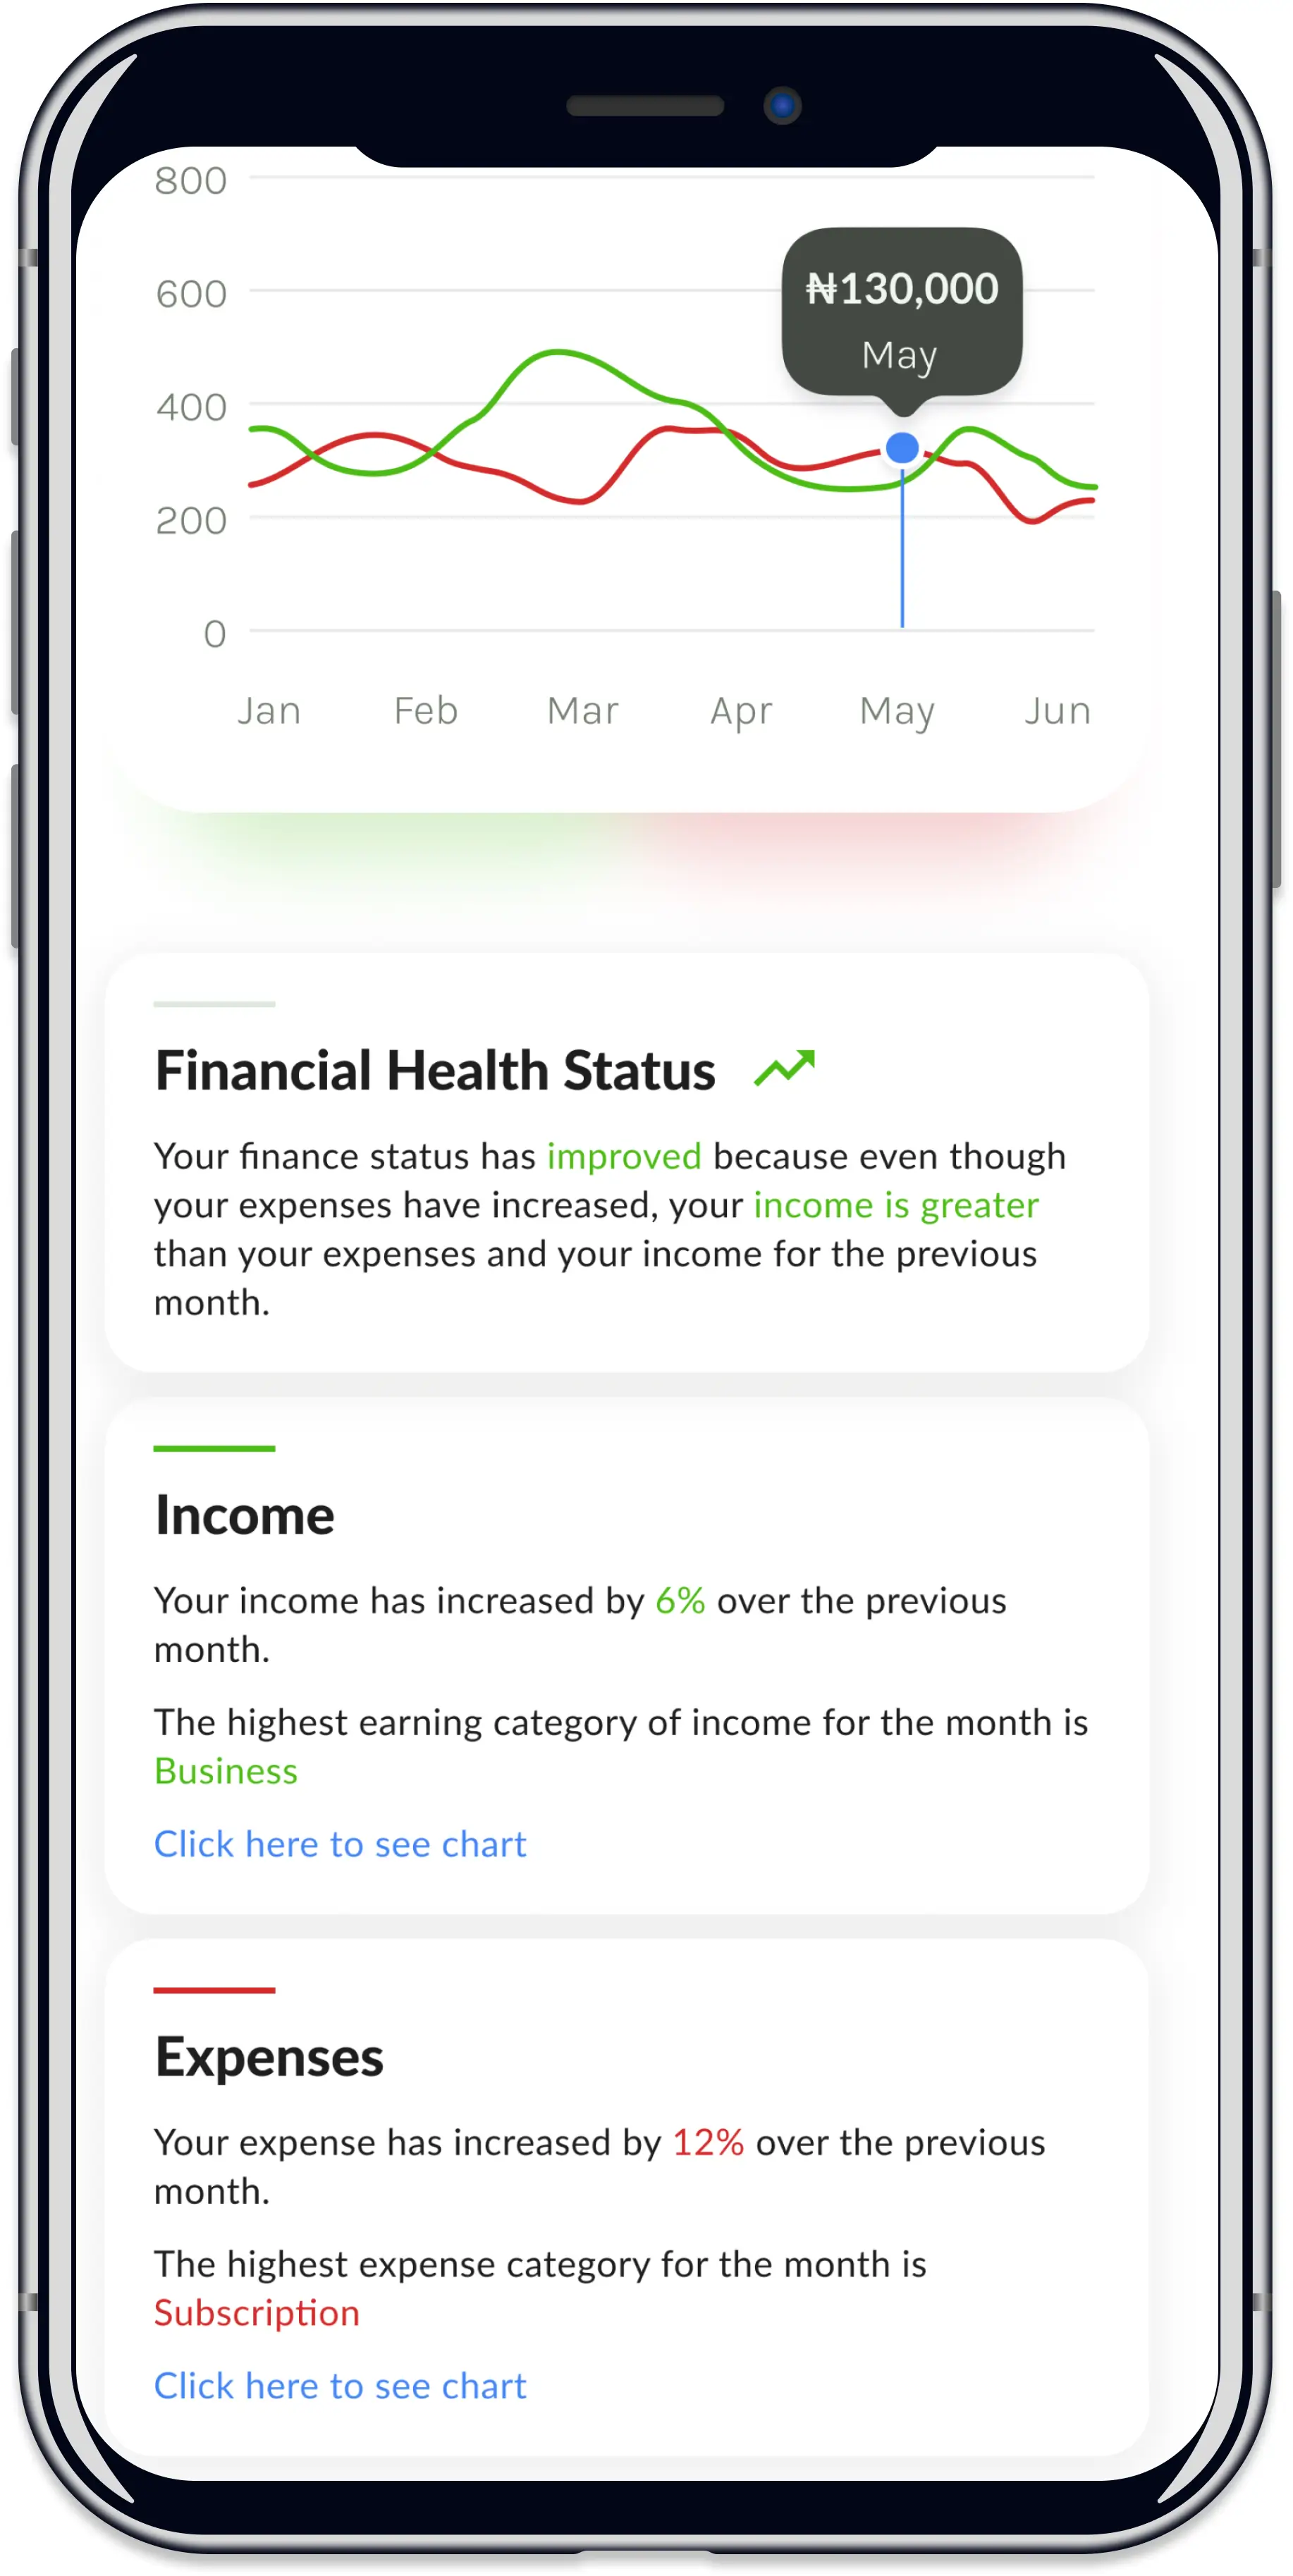 800
600
400
200
0
₦130,000
May
Jan Feb Mar Apr May Jun
Financial Health Status
Your finance status has improved because even though
your expenses have increased, your income is greater
than your expenses and your income for the previous
month.
Income
Your income has increased by 6% over the previous
month.
The highest earning category of income for the month is
Business
Click here to see chart
Expenses
Your expense has increased by 12% over the previous
month.
The highest expense category for the month is
Subscription
Click here to see chart